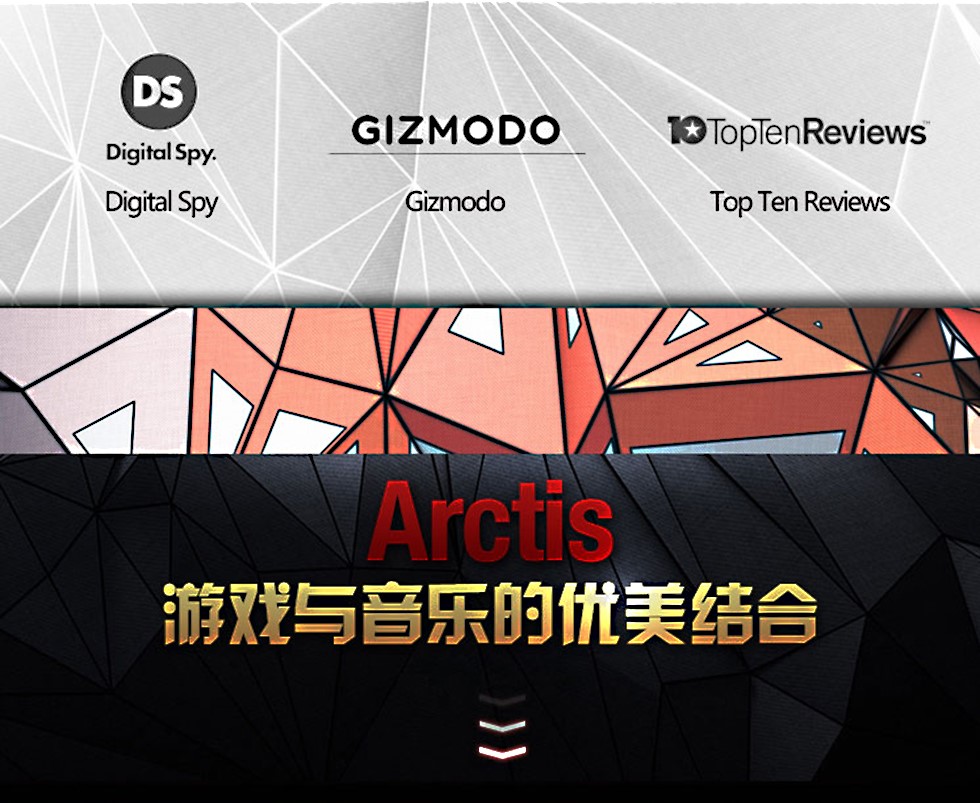 DS
Digital Spy.
Digital Spy
GIZMODO
Gizmodo
10 TopTenReviews™
Top Ten Reviews
Arctis
游戏与音乐的优美结合